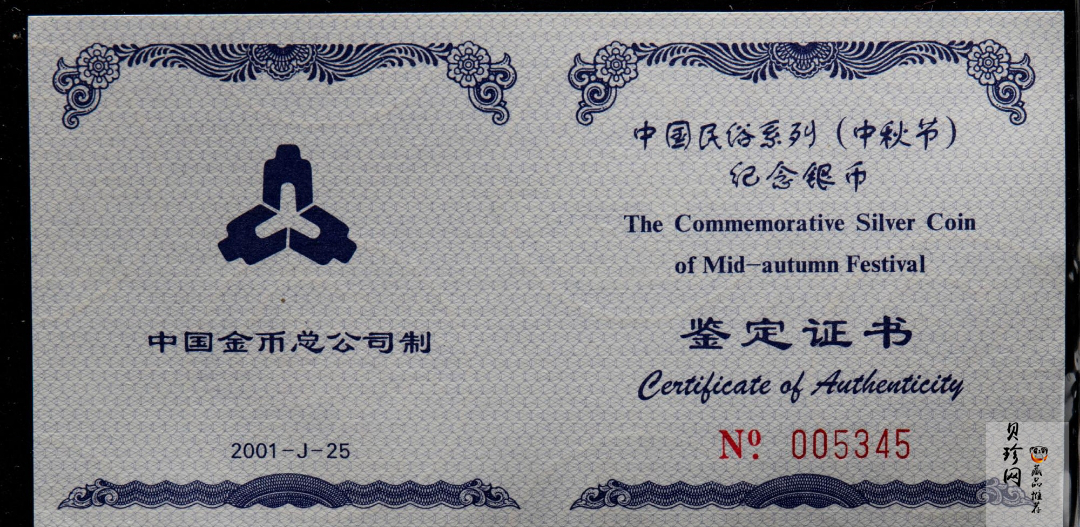 中国金币总公司制
2001-J-25
中国民俗系列（中秋节）
纪念银币
The Commemorative Silver Coin
of Mid-autumn Festival
鉴定证书
Certificate of Authenticity
Nº. 005345
贝珍网
藏品推荐